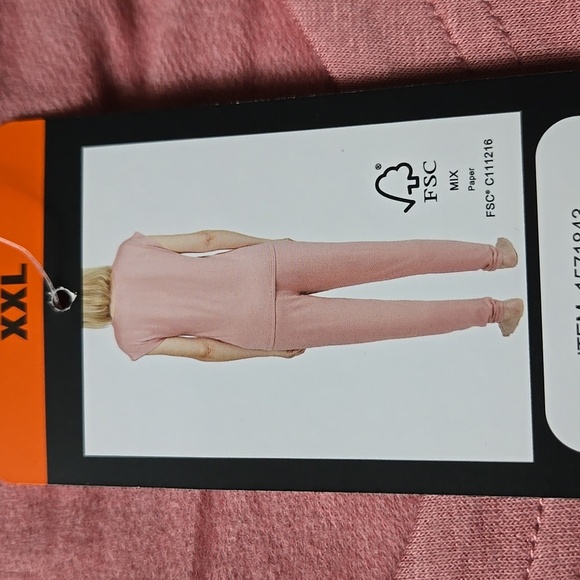 XXL
®
FSC
MIX
Paper
FSC® C111216